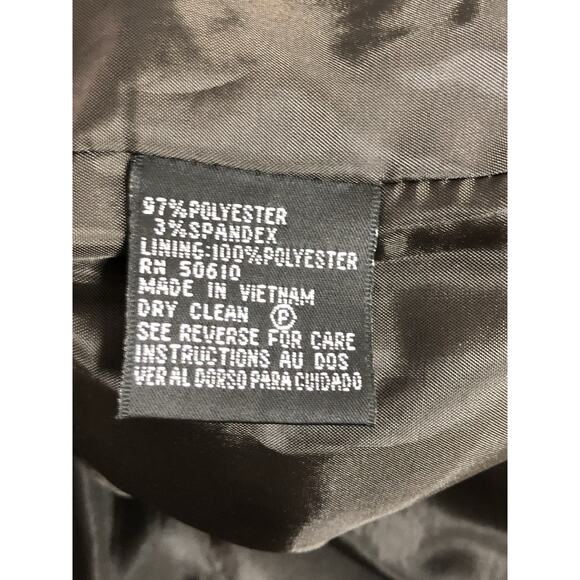 97%POLYESTER
3%SPANDEX
LINING:100%POLYESTER
RN 50610
MADE IN VIETNAM
DRY CLEAN Ⓟ
SEE REVERSE FOR CARE
INSTRUCTIONS AU DOS
VER AL DORSO PARA CUIDADO